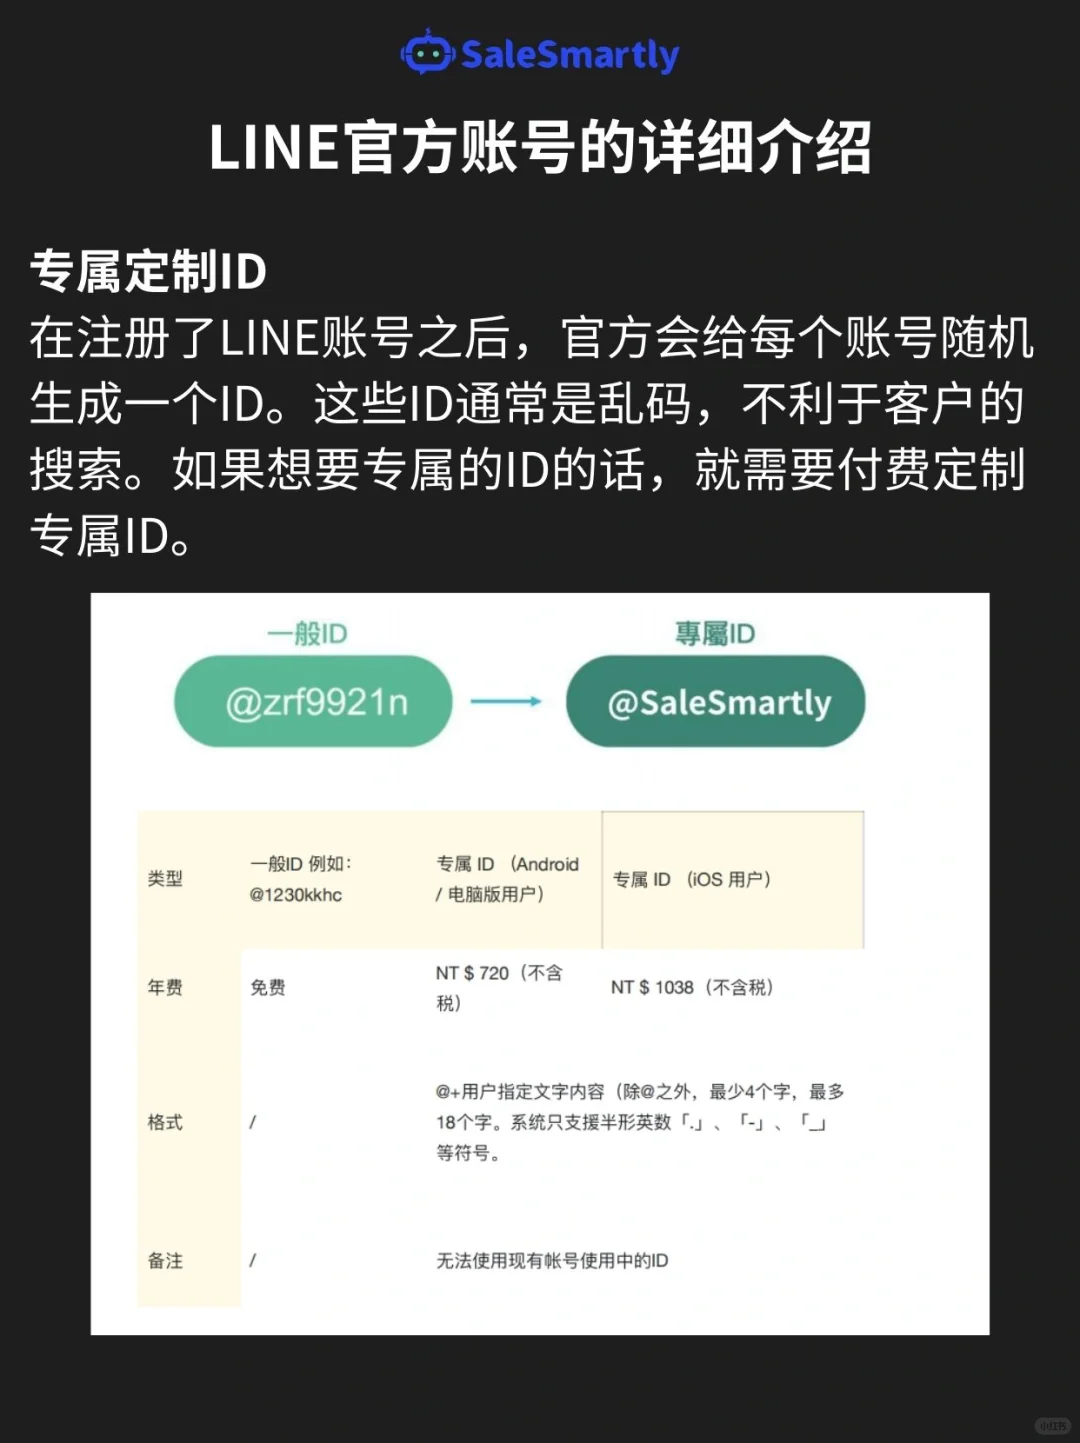 SaleSmartly
LINE官方账号的详细介绍
专属定制ID
在注册了LINE账号之后，官方会给每个账号随机
生成一个ID。这些ID通常是乱码，不利于客户的
搜索。如果想要专属的ID的话，就需要付费定制
专属ID。
一般ID
專屬ID
@zrf9921n
@SaleSmartly
类型
一般ID 例如：
@1230kkhc
专属 ID （Android
/ 电脑版用户）
专属 ID （iOS 用户）
年费
免费
NT $ 720（不含
税）
NT $ 1038（不含税）
格式
/
@+用户指定文字内容（除@之外，最少4个字，最多
18个字。系统只支援半形英数「.」、「-」、「_」
等符号。
备注
/
无法使用现有帐号使用中的ID
小红书